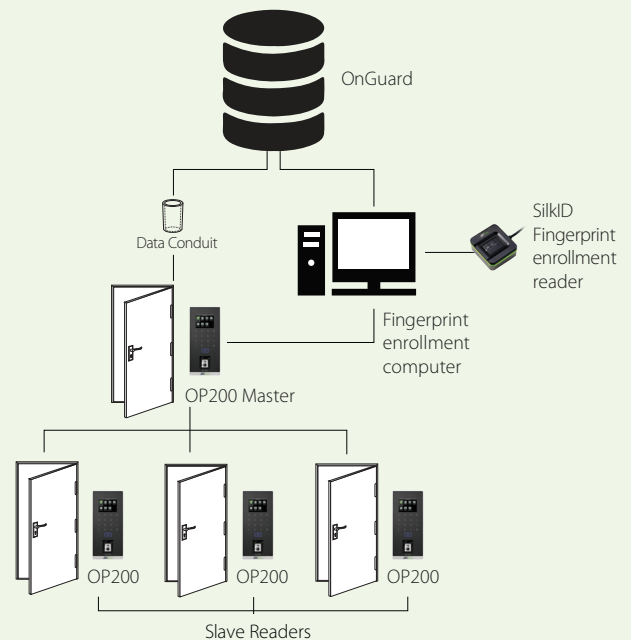 OnGuard
Data Conduit
SilkID
Fingerprint
enrollment
reader
Fingerprint
enrollment
computer
OP200 Master
OP200
OP200
OP200
Slave Readers